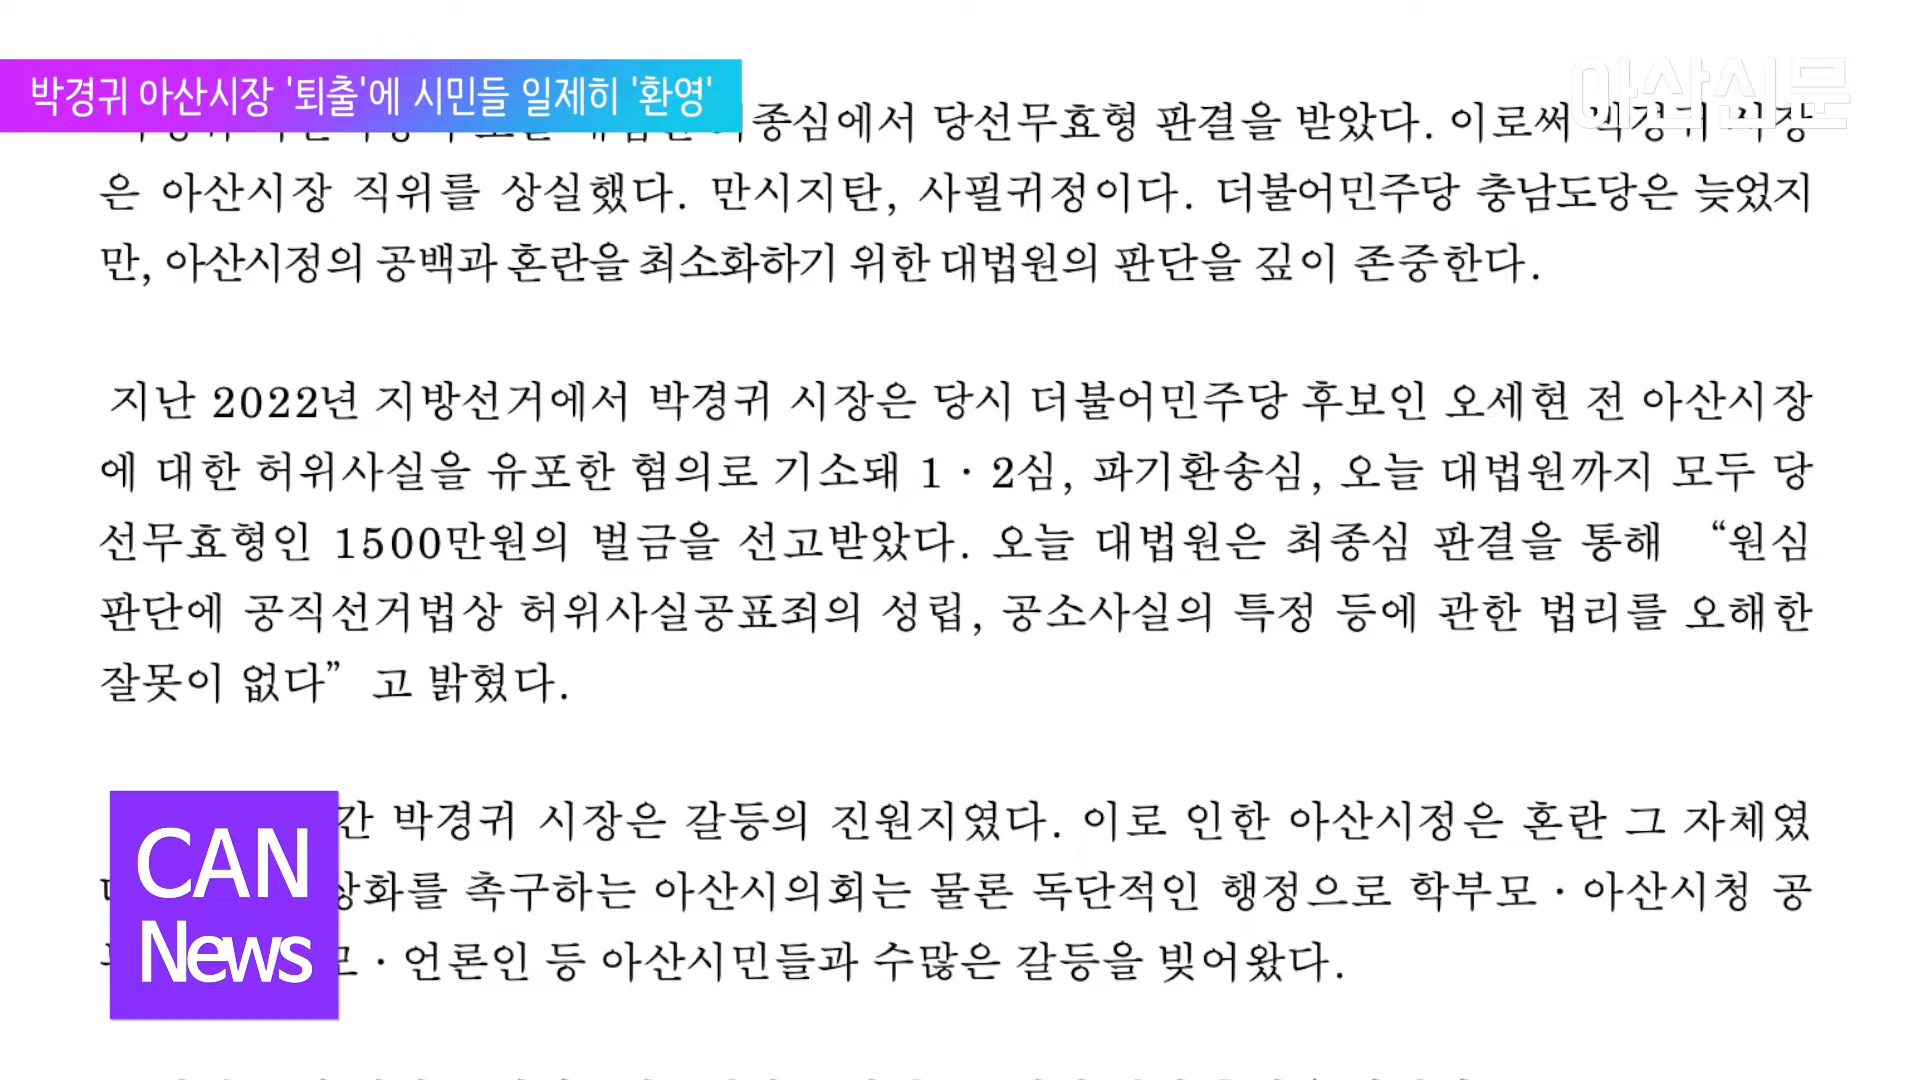 박경귀 아산시장 '퇴출'에 시민들 일제히 '환영'
아산신문
종심에서 당선무효형 판결을 받았다. 이로써 박경귀 시장
은 아산시장 직위를 상실했다. 만시지탄, 사필귀정이다. 더불어민주당 충남도당은 늦었지
만, 아산시정의 공백과 혼란을 최소화하기 위한 대법원의 판단을 깊이 존중한다.
지난 2022년 지방선거에서 박경귀 시장은 당시 더불어민주당 후보인 오세현 전 아산시장
에 대한 허위사실을 유포한 혐의로 기소돼 1·2심, 파기환송심, 오늘 대법원까지 모두 당
선무효형인 1500만원의 벌금을 선고받았다. 오늘 대법원은 최종심 판결을 통해 “원심
판단에 공직선거법상 허위사실공표죄의 성립, 공소사실의 특정 등에 관한 법리를 오해한
잘못이 없다” 고 밝혔다.
간 박경귀 시장은 갈등의 진원지였다. 이로 인한 아산시정은 혼란 그 자체였
상화를 촉구하는 아산시의회는 물론 독단적인 행정으로 학부모·아산시청 공
·언론인 등 아산시민들과 수많은 갈등을 빚어왔다.
CAN
News